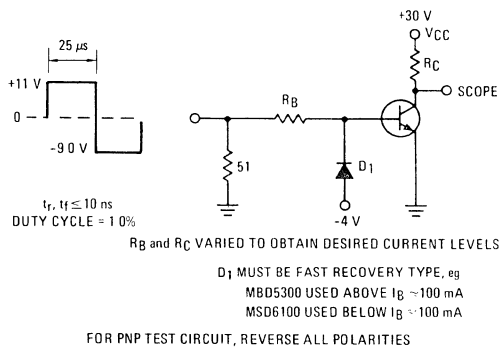 +30 V
VCC
25 μs
RC
+11 V
SCOPE
RB
0
51
D1
-9.0 V
-4 V
tr, tf ≤ 10 ns
DUTY CYCLE = 1.0%
RB and RC VARIED TO OBTAIN DESIRED CURRENT LEVELS
D1 MUST BE FAST RECOVERY TYPE, eg
MBD5300 USED ABOVE IB ≈100 mA
MSD6100 USED BELOW IB ≈100 mA
FOR PNP TEST CIRCUIT, REVERSE ALL POLARITIES